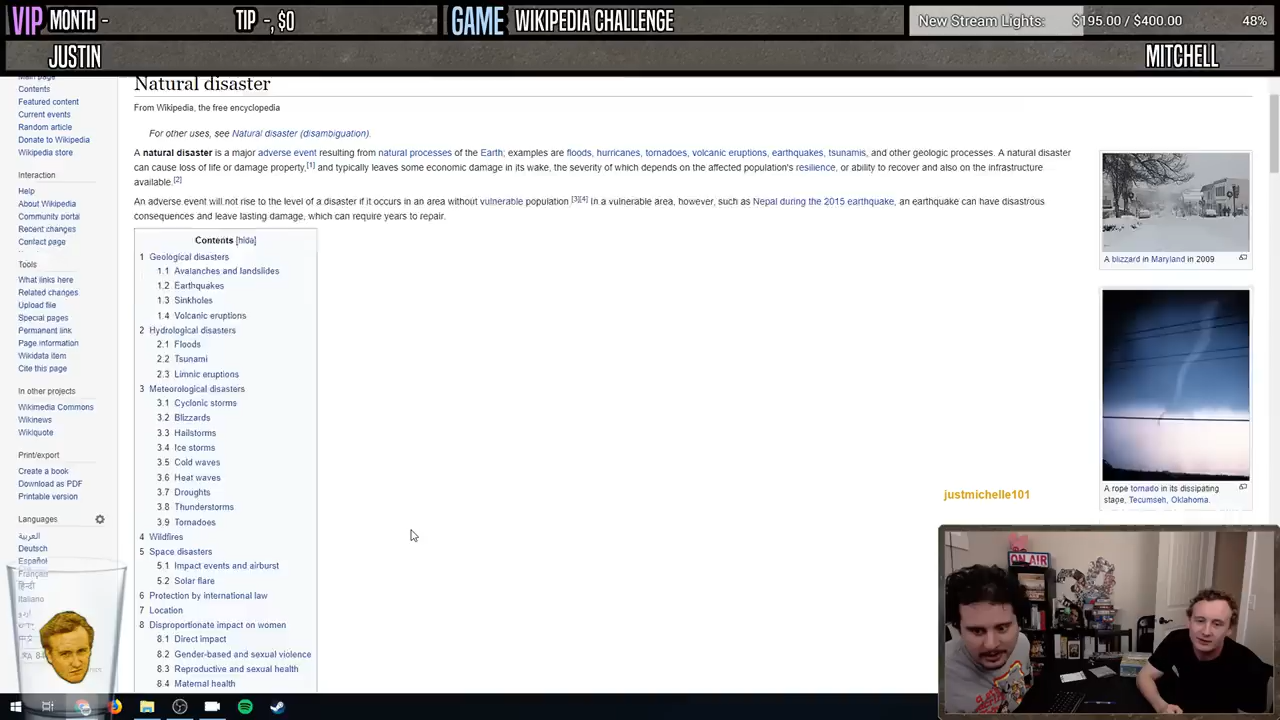 VIP MONTH -
TIP -, $0
GAME WIKIPEDIA CHALLENGE
New Stream Lights: $195.00 / $400.00 48%
JUSTIN
MITCHELL
Main page
Contents
Featured content
Current events
Random article
Donate to Wikipedia
Wikipedia store
Interaction
Help
About Wikipedia
Community portal
Recent changes
Contact page
Tools
What links here
Related changes
Upload file
Special pages
Permanent link
Page information
Wikidata item
Cite this page
In other projects
Wikimedia Commons
Wikinews
Wikiquote
Print/export
Create a book
Download as PDF
Printable version
Languages
العربية
Deutsch
Español
Français
हिन्दी
Italiano
Natural disaster
From Wikipedia, the free encyclopedia
For other uses, see Natural disaster (disambiguation).
A natural disaster is a major adverse event resulting from natural processes of the Earth; examples are floods, hurricanes, tornadoes, volcanic eruptions, earthquakes, tsunamis, and other geologic processes. A natural disaster
can cause loss of life or damage property,[1] and typically leaves some economic damage in its wake, the severity of which depends on the affected population's resilience, or ability to recover and also on the infrastructure
available.[2]
An adverse event will not rise to the level of a disaster if it occurs in an area without vulnerable population.[3][4] In a vulnerable area, however, such as Nepal during the 2015 earthquake, an earthquake can have disastrous
consequences and leave lasting damage, which can require years to repair.
Contents [hide]
1 Geological disasters
1.1 Avalanches and landslides
1.2 Earthquakes
1.3 Sinkholes
1.4 Volcanic eruptions
2 Hydrological disasters
2.1 Floods
2.2 Tsunami
2.3 Limnic eruptions
3 Meteorological disasters
3.1 Cyclonic storms
3.2 Blizzards
3.3 Hailstorms
3.4 Ice storms
3.5 Cold waves
3.6 Heat waves
3.7 Droughts
3.8 Thunderstorms
3.9 Tornadoes
4 Wildfires
5 Space disasters
5.1 Impact events and airburst
5.2 Solar flare
6 Protection by international law
7 Location
8 Disproportionate impact on women
8.1 Direct impact
8.2 Gender-based and sexual violence
8.3 Reproductive and sexual health
8.4 Maternal health
A blizzard in Maryland in 2009
A rope tornado in its dissipating
stage, Tecumseh, Oklahoma.
justmichelle101
ON AIR